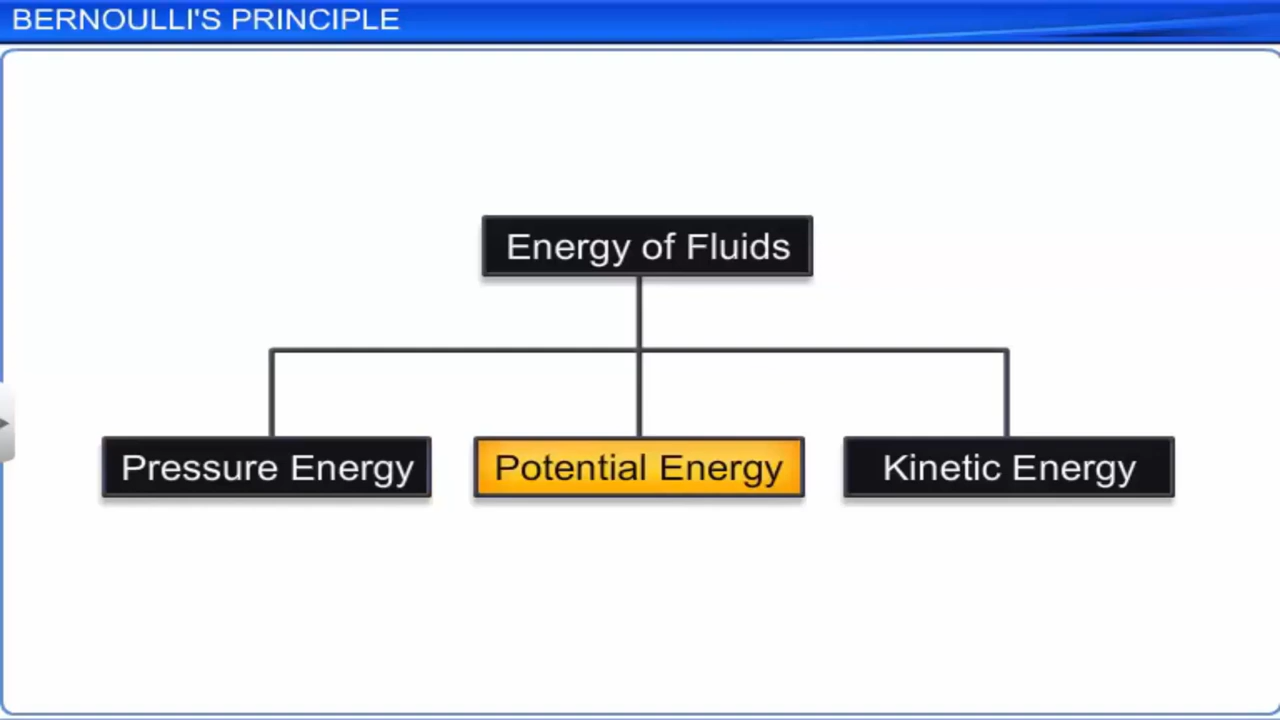 BERNOULLI'S PRINCIPLE
Energy of Fluids
Pressure Energy
Potential Energy
Kinetic Energy